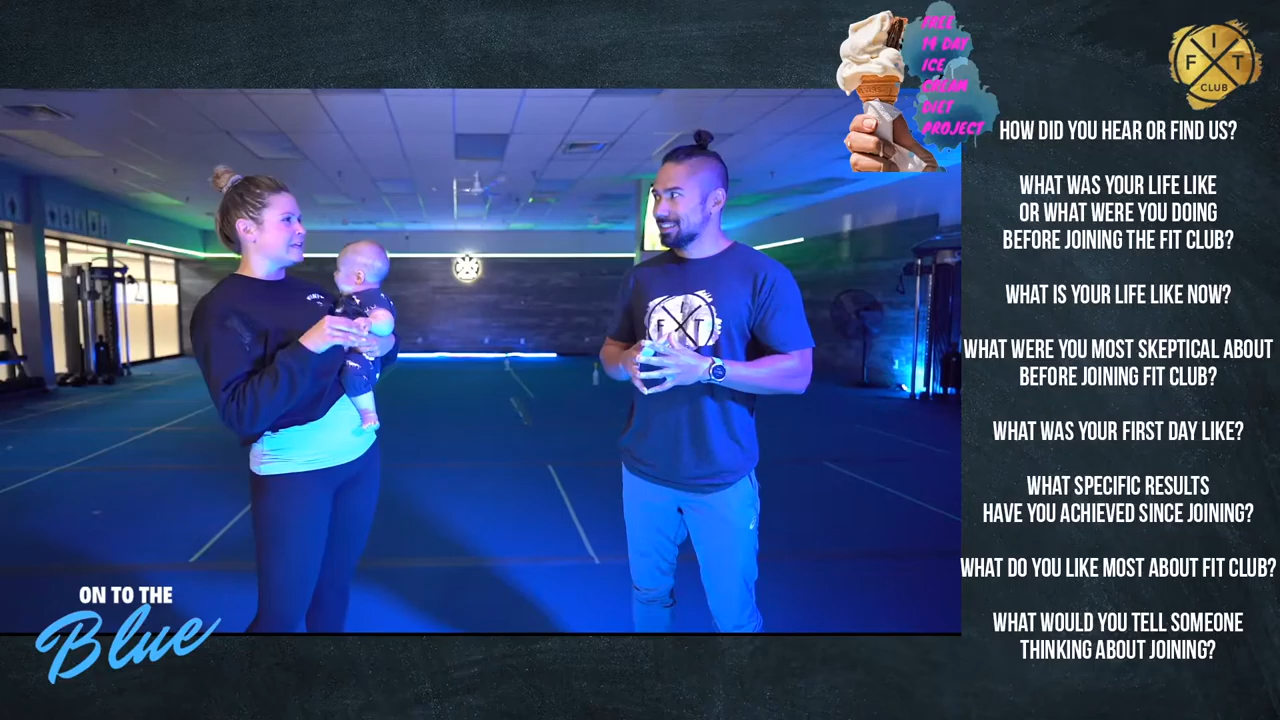 FREE
14 DAY
ICE
CREAM
DIET
PROJECT
FIT
CLUB
HOW DID YOU HEAR OR FIND US?
WHAT WAS YOUR LIFE LIKE
OR WHAT WERE YOU DOING
BEFORE JOINING THE FIT CLUB?
WHAT IS YOUR LIFE LIKE NOW?
WHAT WERE YOU MOST SKEPTICAL ABOUT
BEFORE JOINING FIT CLUB?
WHAT WAS YOUR FIRST DAY LIKE?
WHAT SPECIFIC RESULTS
HAVE YOU ACHIEVED SINCE JOINING?
WHAT DO YOU LIKE MOST ABOUT FIT CLUB?
WHAT WOULD YOU TELL SOMEONE
THINKING ABOUT JOINING?
FIT
ON TO THE
Blue